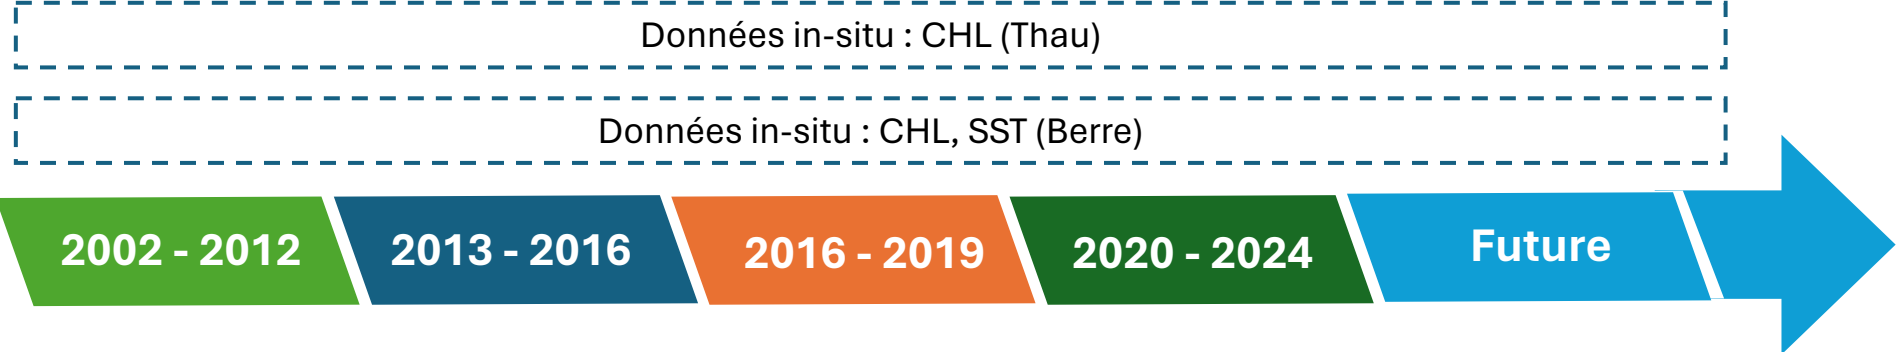 Données in-situ : CHL (Thau)
Données in-situ : CHL, SST (Berre)
2002 - 2012
2013 - 2016
2016 - 2019
2020 - 2024
Future